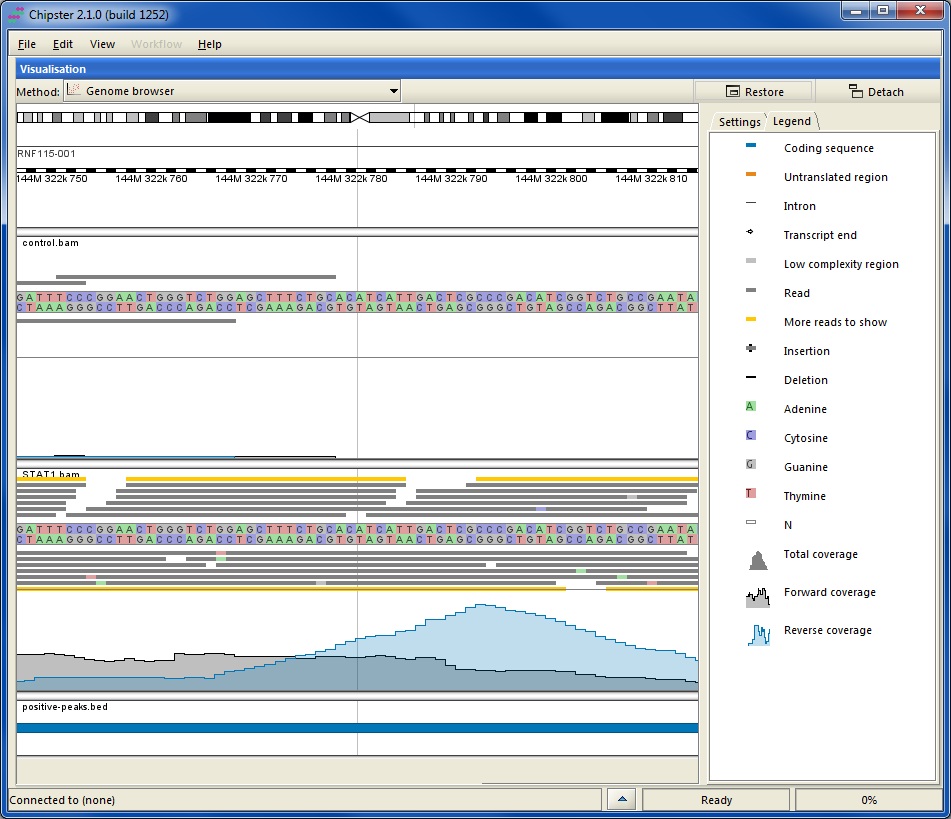 Chipster 2.1.0 (build 1252)
File Edit View Workflow Help
Visualisation
Method: Genome browser Restore Detach
Settings Legend
RNF115-001
144M 322k 750 144M 322k 760 144M 322k 770 144M 322k 780 144M 322k 790 144M 322k 800 144M 322k 810
control.bam
GATTTCCCGGAACTGGGTCTGGAGCTTTCTGCACATCATTGACTCGCCCGACATCGGTCTGCCGAATA
CTAAAGGGCCTTGACCCAGACCTCGAAAGACGTGTAGTAACTGAGCGGGCTGTAGCCAGACGGCTTAT
STAT1.bam
GATTTCCCGGAACTGGGTCTGGAGCTTTCTGCACATCATTGACTCGCCCGACATCGGTCTGCCGAATA
CTAAAGGGCCTTGACCCAGACCTCGAAAGACGTGTAGTAACTGAGCGGGCTGTAGCCAGACGGCTTAT
positive-peaks.bed
Coding sequence
Untranslated region
Intron
Transcript end
Low complexity region
Read
More reads to show
Insertion
Deletion
A Adenine
C Cytosine
G Guanine
T Thymine
N
Total coverage
Forward coverage
Reverse coverage
Connected to (none) Ready 0%